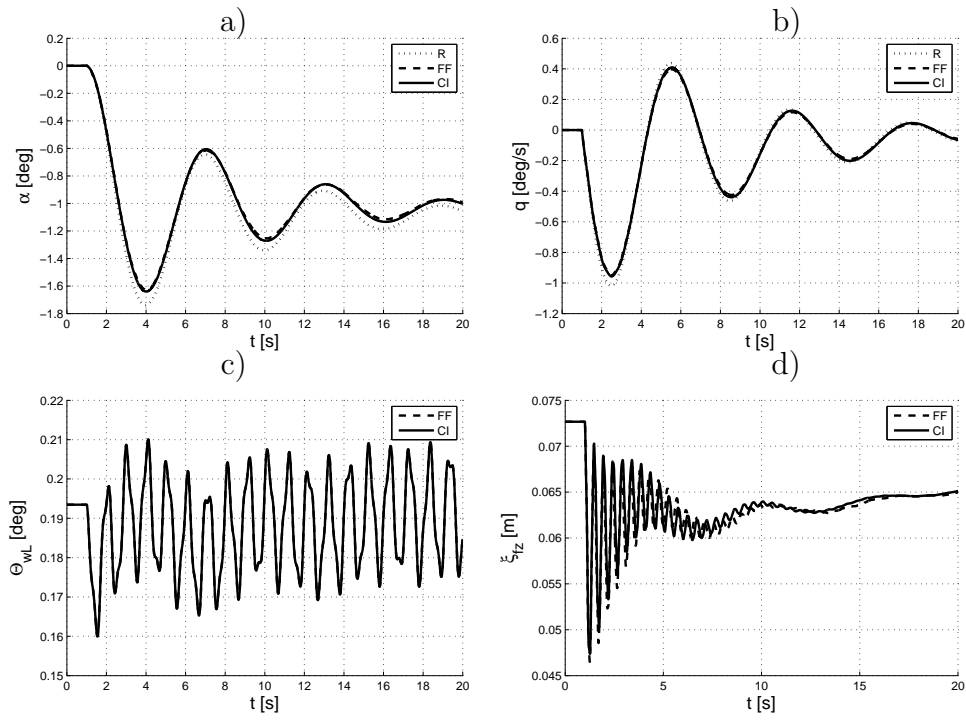 a)
α [deg]
0.2
0
−0.2
−0.4
−0.6
−0.8
−1
−1.2
−1.4
−1.6
−1.8
0 2 4 6 8 10 12 14 16 18 20
t [s]
R
FF
CI
b)
q [deg/s]
0.6
0.4
0.2
0
−0.2
−0.4
−0.6
−0.8
−1
−1.2
0 2 4 6 8 10 12 14 16 18 20
t [s]
R
FF
CI
c)
ΘwL [deg]
0.22
0.21
0.2
0.19
0.18
0.17
0.16
0.15
0 2 4 6 8 10 12 14 16 18 20
t [s]
FF
CI
d)
ξfz [m]
0.075
0.07
0.065
0.06
0.055
0.05
0.045
0 5 10 15 20
t [s]
FF
CI